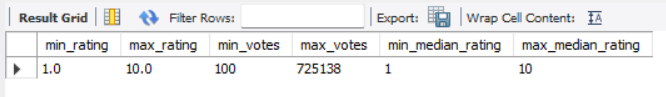 Result Grid Filter Rows: Export: Wrap Cell Content: IA
min_rating max_rating min_votes max_votes min_median_rating max_median_rating
1.0 10.0 100 725138 1 10